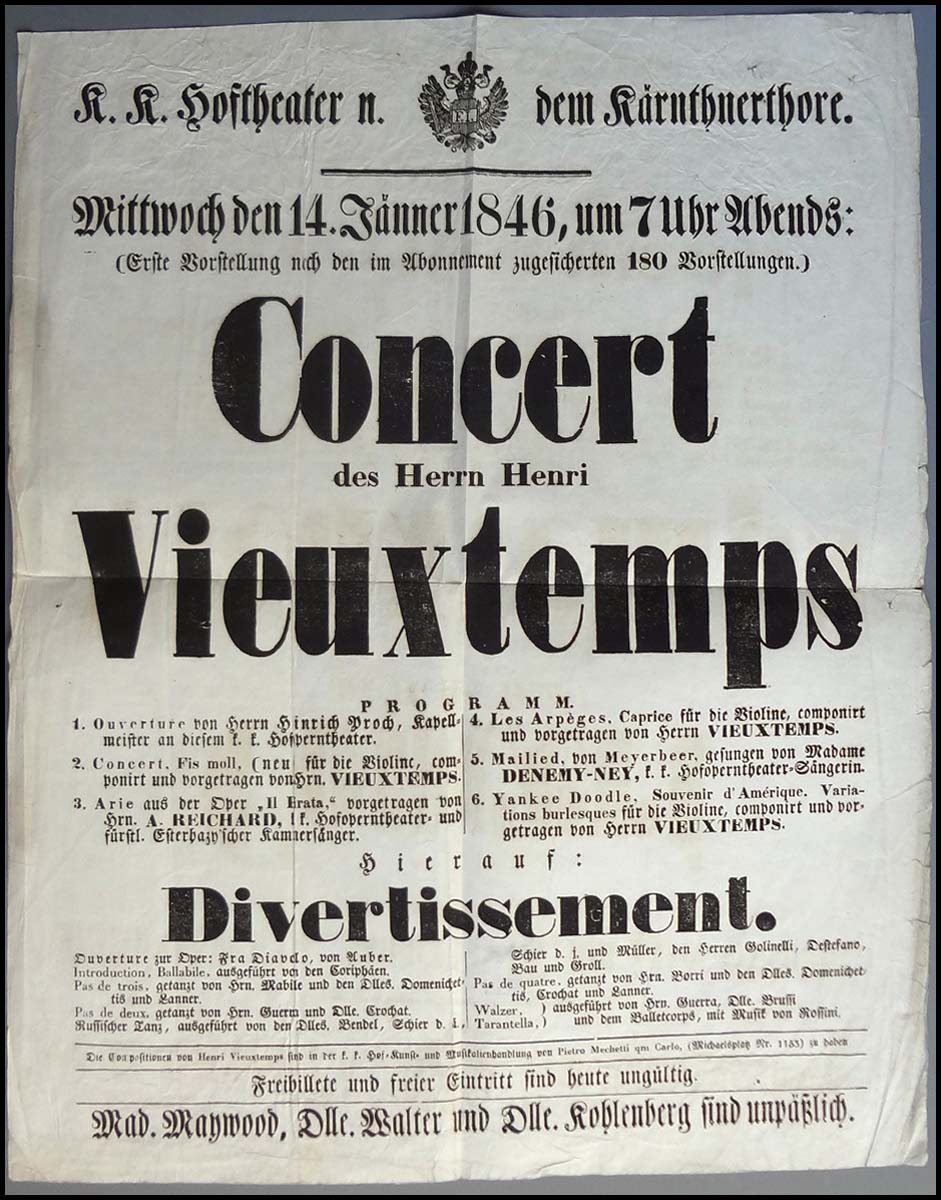 K. K. Hoftheater n. dem Kärnthnerthore.
F.I.
Mittwoch den 14. Jänner 1846, um 7 Uhr Abends:
(Erste Vorstellung nach den im Abonnement zugesicherten 180 Vorstellungen.)
Concert
des Herrn Henri
Vieuxtemps
PROGRAMM.
1. Ouverture von Herrn Hinrich Proch, Kapell-
meister an diesem k. k. Hofoperntheater.
2. Concert, Fis moll, (neu für die Violine, com-
ponirt und vorgetragen von Hrn. VIEUXTEMPS.
3. Arie aus der Oper „Il Brata,“ vorgetragen von
Hrn. A. REICHARD, k. Hofoperntheater- und
fürstl. Esterhazy'scher Kammersänger.
4. Les Arpèges, Caprice für die Violine, componirt
und vorgetragen von Herrn VIEUXTEMPS.
5. Mailied, von Meyerbeer, gesungen von Madame
DENEMY-NEY, k. k. Hofoperntheater-Sängerin.
6. Yankee Doodle, Souvenir d'Amérique. Varia-
tions burlesques für die Violine, componirt und vor-
getragen von Herrn VIEUXTEMPS.
Hierauf:
Divertissement.
Ouverture zur Oper: Fra Diavolo, von Auber.
Introduction, Ballabile, ausgeführt von den Coriphäen.
Pas de trois, getanzt von Hrn. Mabile und den Dlles. Domenichet-
tis und Lanner.
Pas de deux, getanzt von Hrn. Guerra und Dlle. Crochat.
Russischer Tanz, ausgeführt von den Dlles. Bendel, Schier d. ä.,
Schier d. j. und Müller, den Herren Golinelli, Destefano,
Bau und Groll.
Pas de quatre, getanzt von Hrn. Borri und den Dlles. Domenichet-
tis, Crochat und Lanner.
Walzer, ) ausgeführt von Hrn. Guerra, Dlle. Brussi
Tarantella, ) und dem Balletcorps, mit Musik von Rossini.
Die Compositionen von Henri Vieuxtemps sind in der k. k. Hof-Kunst- und Musikalienhandlung von Pietro Mechetti qm Carlo, (Michaelsplatz Nr. 1153) zu haben
Freibillete und freier Eintritt sind heute ungültig.
Mad. Maywood, Dlle. Walter und Dlle. Kohlenberg sind unpäßlich.